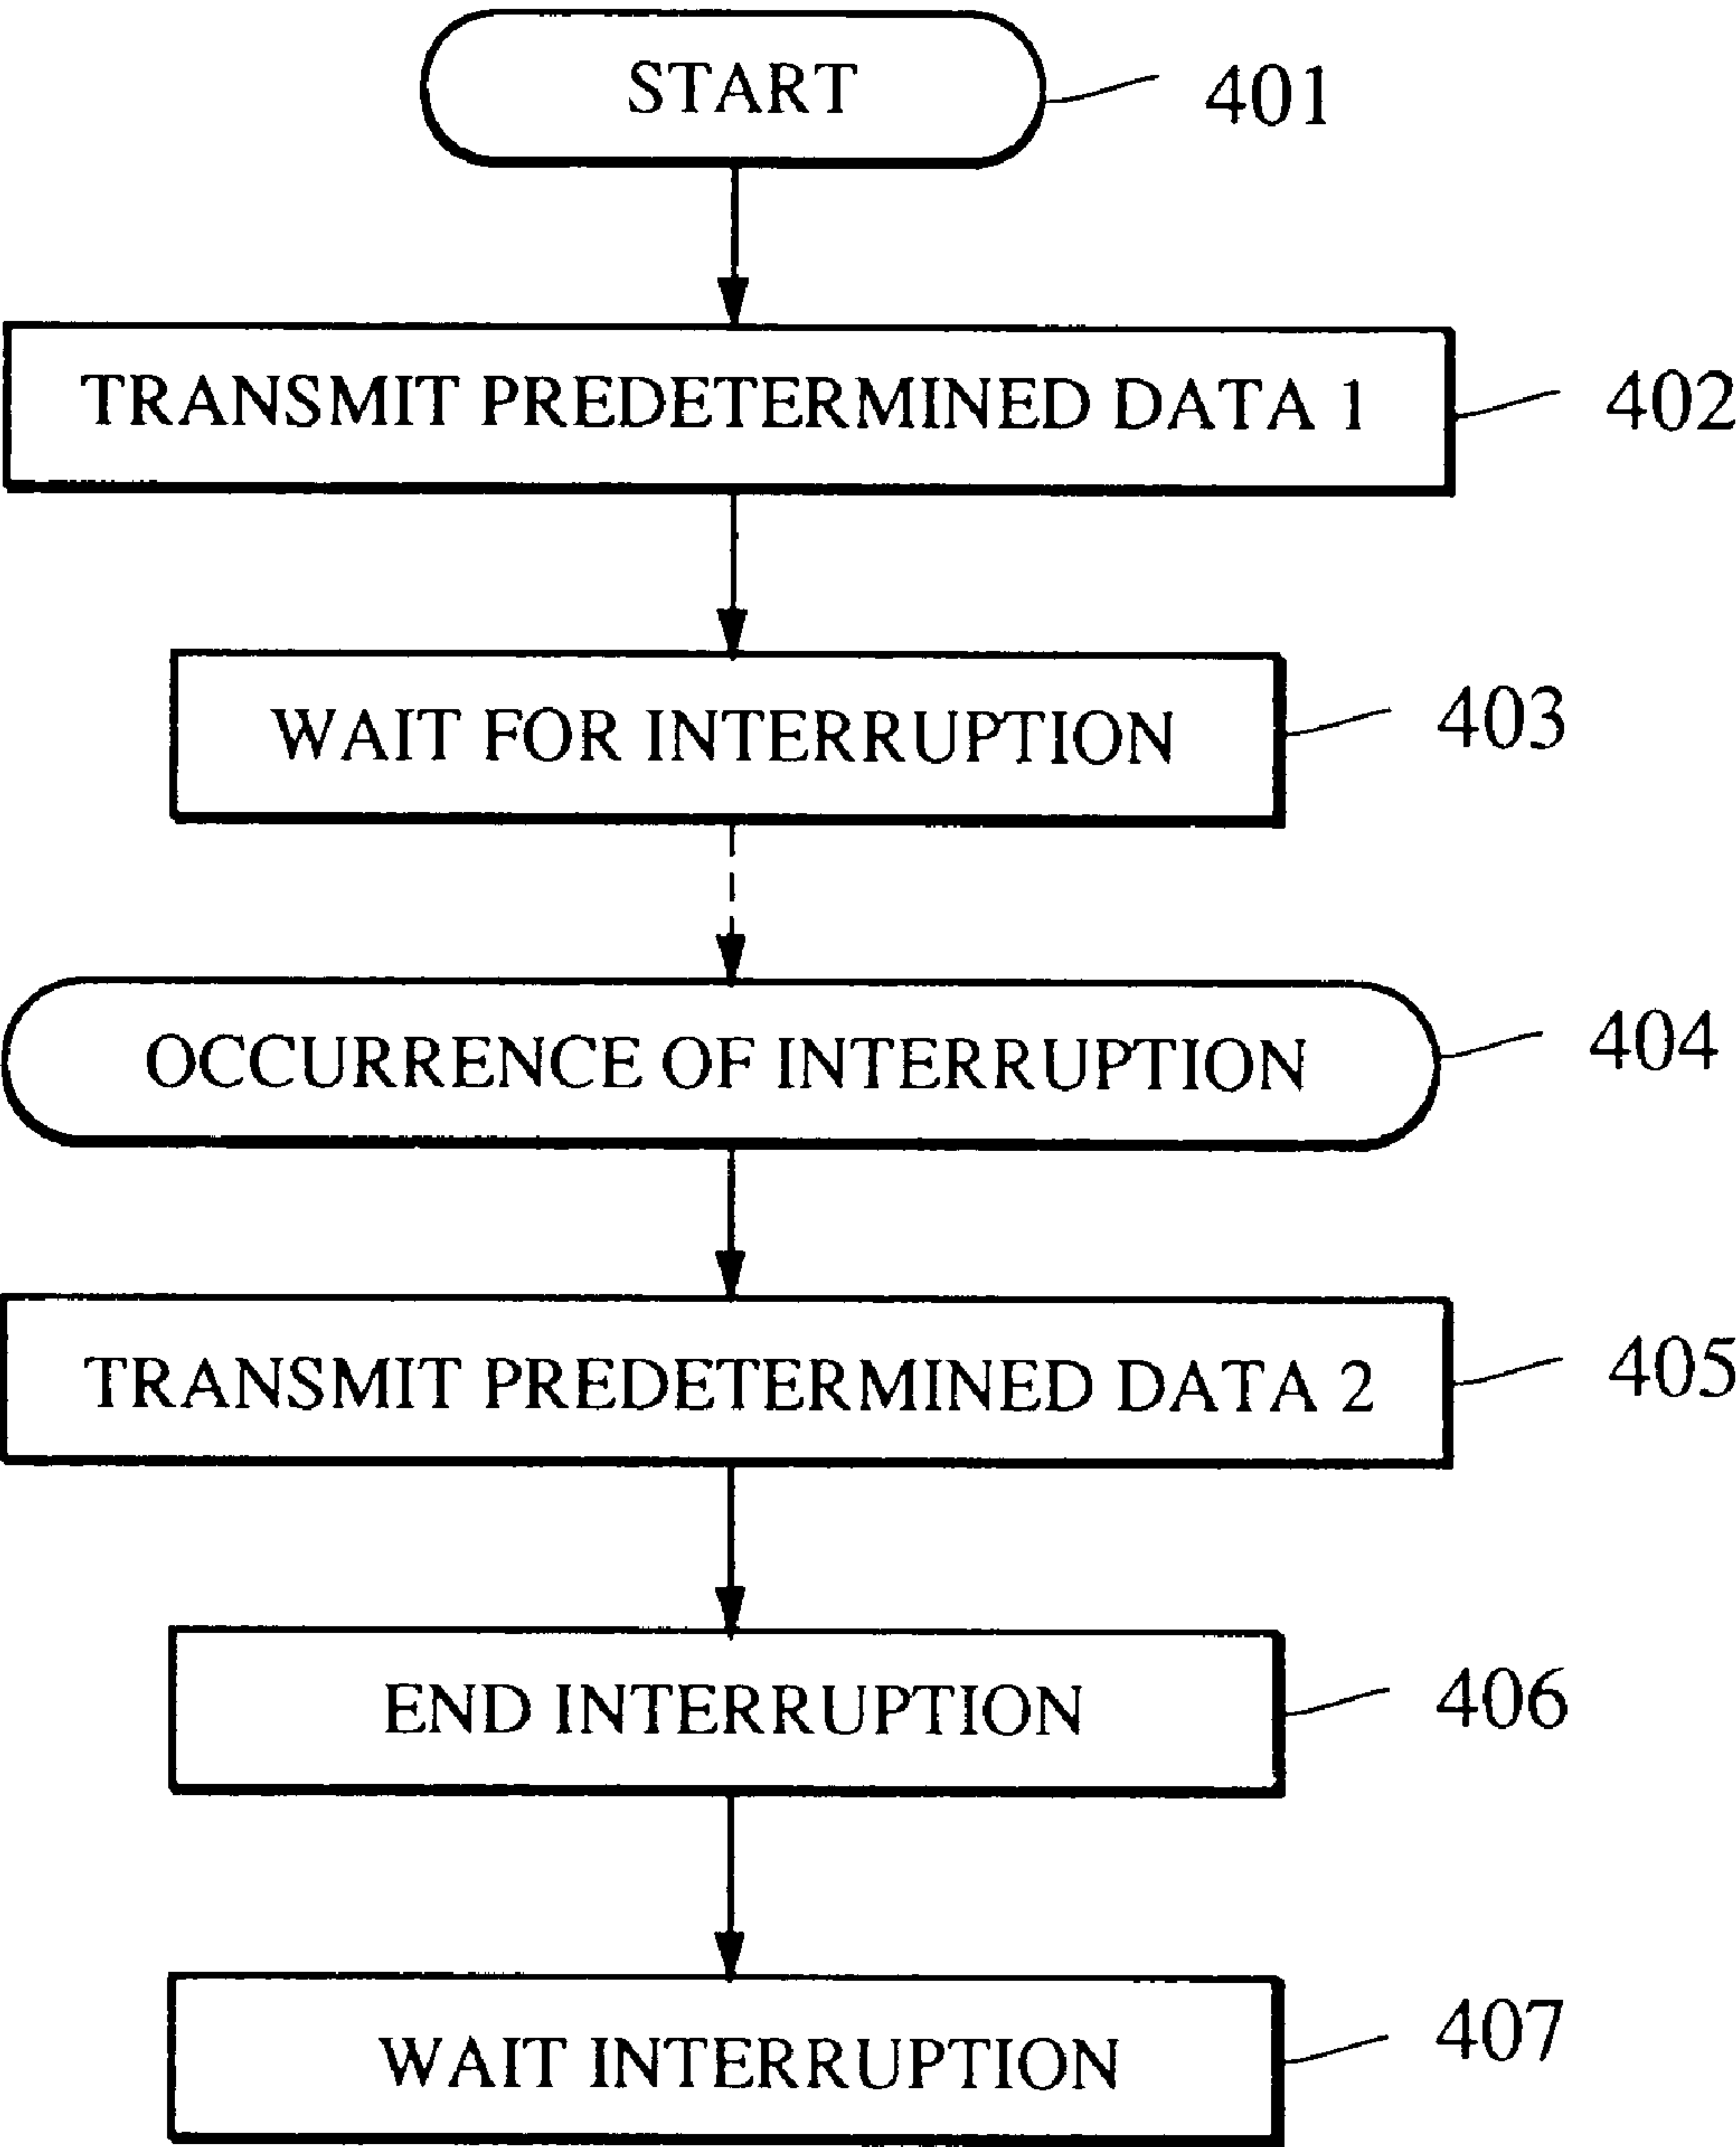 START
401
TRANSMIT PREDETERMINED DATA 1
402
WAIT FOR INTERRUPTION
403
OCCURRENCE OF INTERRUPTION
404
TRANSMIT PREDETERMINED DATA 2
405
END INTERRUPTION
406
WAIT INTERRUPTION
407